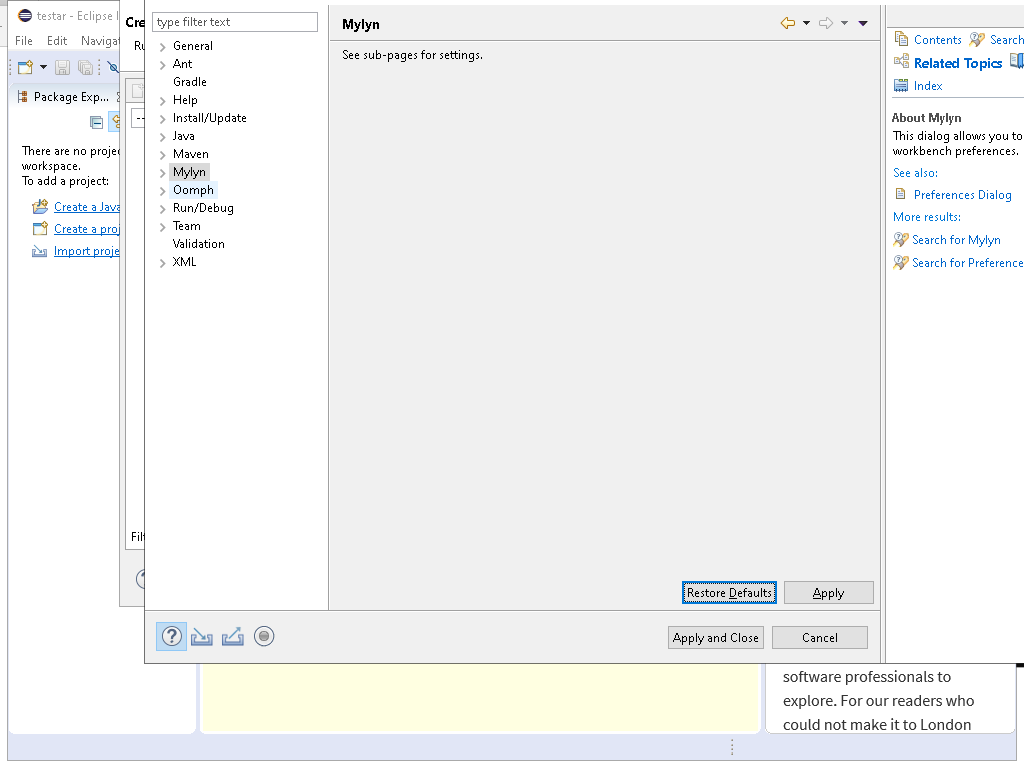 testar - Eclipse I
File Edit Navigat
Package Exp...
There are no projec
workspace.
To add a project:
Create a Java
Create a proj
Import proje
Cre
Ru
--
Filt
type filter text
General
Ant
Gradle
Help
Install/Update
Java
Maven
Mylyn
Oomph
Run/Debug
Team
Validation
XML
Mylyn
See sub-pages for settings.
Restore Defaults
Apply
Apply and Close
Cancel
Contents
Search
Related Topics
Index
About Mylyn
This dialog allows you to
workbench preferences.
See also:
Preferences Dialog
More results:
Search for Mylyn
Search for Preference
software professionals to
explore. For our readers who
could not make it to London